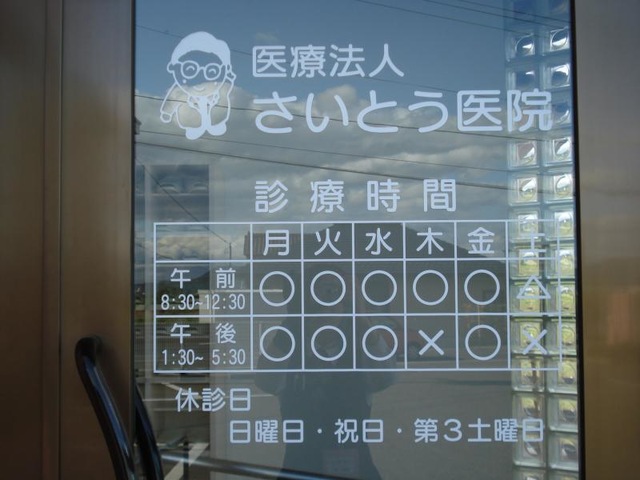 医療法人
さいとう医院
診療時間
月 火 水 木 金 土
午前 8:30~12:30 ○ ○ ○ ○ ○ △
午後 1:30~ 5:30 ○ ○ ○ × ○ ×
休診日
日曜日・祝日・第3土曜日